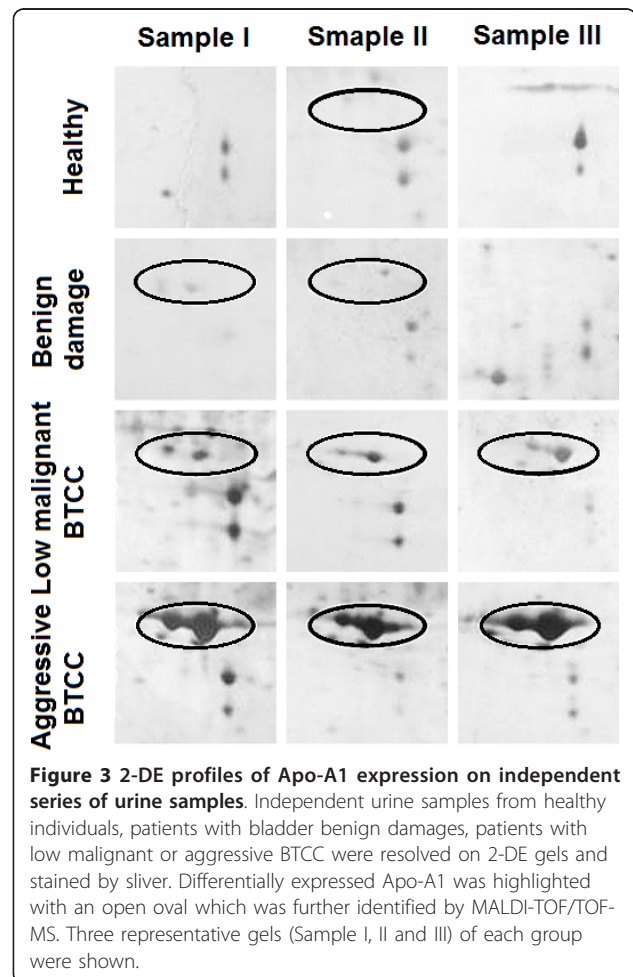 Sample I Smaple II Sample III
Healthy
Benign
damage
Low malignant
BTCC
Aggressive
BTCC
Figure 3 2-DE profiles of Apo-A1 expression on independent
series of urine samples. Independent urine samples from healthy
individuals, patients with bladder benign damages, patients with
low malignant or aggressive BTCC were resolved on 2-DE gels and
stained by sliver. Differentially expressed Apo-A1 was highlighted
with an open oval which was further identified by MALDI-TOF/TOF-
MS. Three representative gels (Sample I, II and III) of each group
were shown.